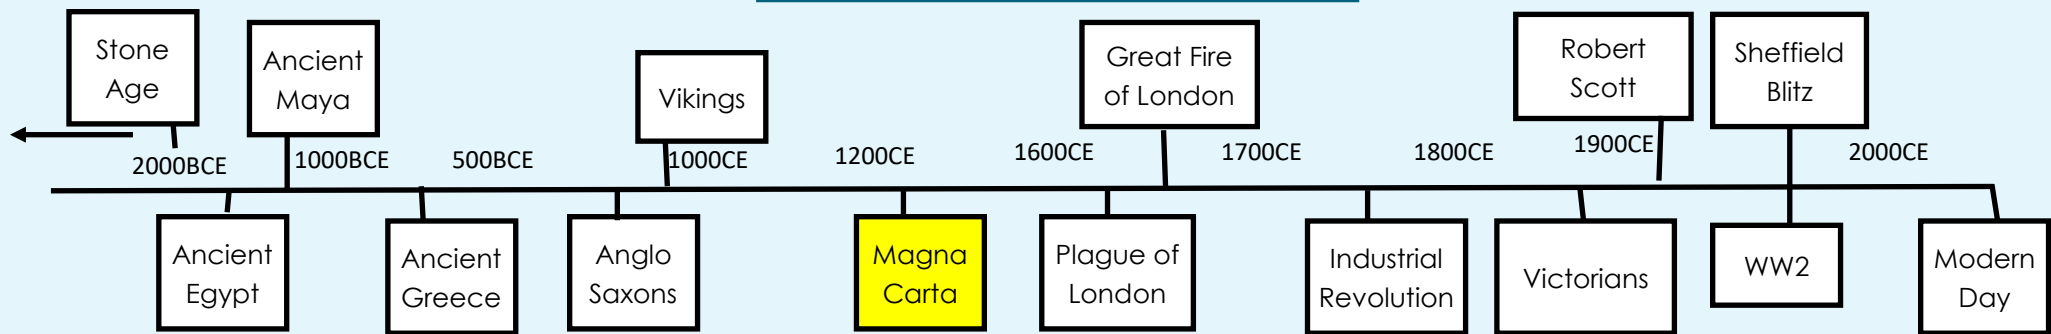 Stone
Age
Ancient
Maya
Vikings
Great Fire
of London
Robert
Scott
Sheffield
Blitz
2000BCE
1000BCE
500BCE
1000CE
1200CE
1600CE
1700CE
1800CE
1900CE
2000CE
Ancient
Egypt
Ancient
Greece
Anglo
Saxons
Magna
Carta
Plague of
London
Industrial
Revolution
Victorians
WW2
Modern
Day